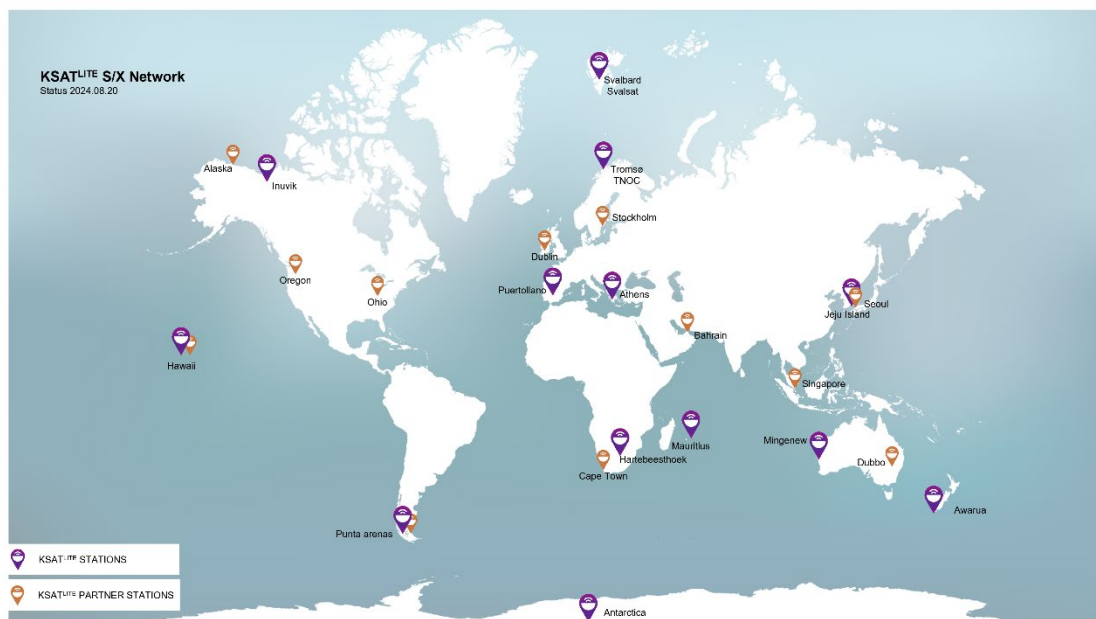 KSATLITE S/X Network
Status 2024.08.20
Svalbard
Svalsat
Alaska
Inuvik
Tromsø
TNOC
Stockholm
Dublin
Oregon
Ohio
Puertollano
Athens
Seoul
Jeju Island
Bahrain
Hawaii
Singapore
Mauritius
Mingenew
Hartebeesthoek
Dubbo
Cape Town
Awarua
Punta arenas
KSATLITE STATIONS
KSATLITE PARTNER STATIONS
Antarctica